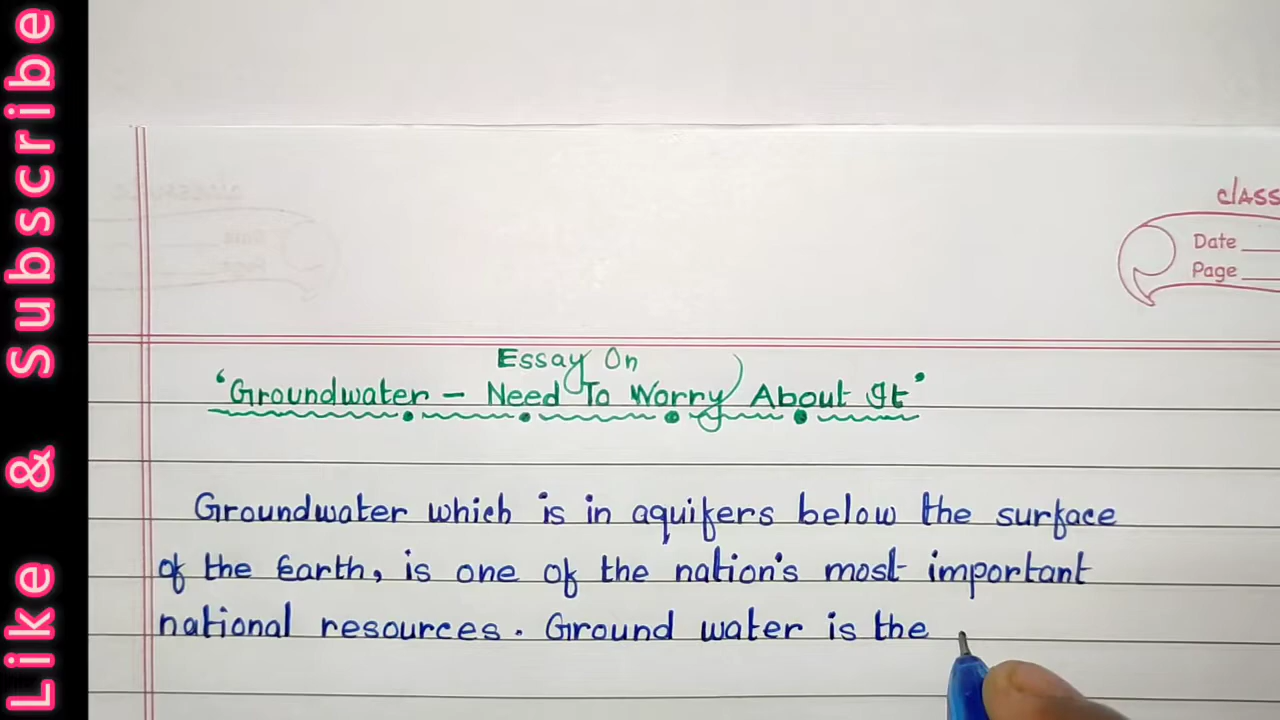 Like & Subscribe
classm
Date
Page
Essay On
'Groundwater - Need To Worry About It'
Groundwater which is in aquifers below the surface
of the Earth, is one of the nation's most important
national resources. Ground water is the